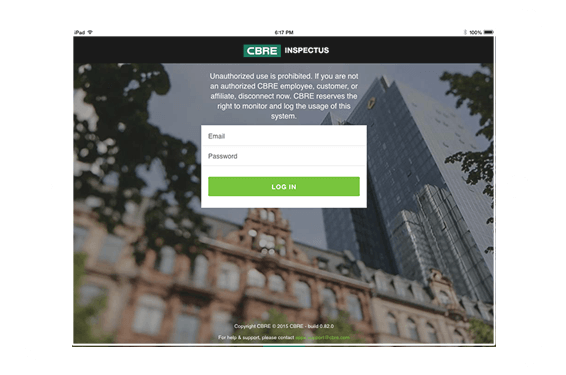 iPad
6:17 PM
100%
CBRE INSPECTUS
Unauthorized use is prohibited. If you are not
an authorized CBRE employee, customer, or
affiliate, disconnect now. CBRE reserves the
right to monitor and log the usage of this
system.
Email
Password
LOG IN
Copyright CBRE © 2015 CBRE - build 0.82.0
For help & support, please contact